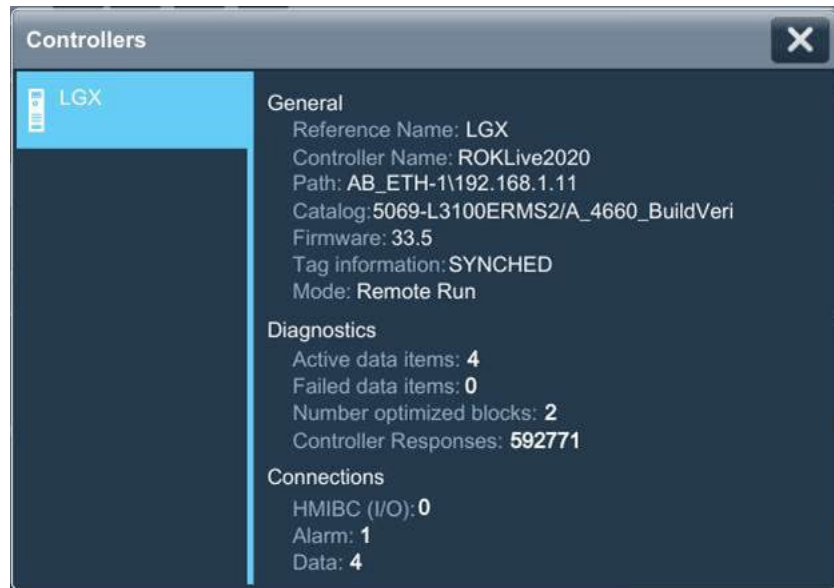 Controllers
LGX
General
Reference Name: LGX
Controller Name: ROKLive2020
Path: AB_ETH-1\192.168.1.11
Catalog:5069-L3100ERMS2/A_4660_BuildVeri
Firmware: 33.5
Tag information:SYNCHED
Mode: Remote Run
Diagnostics
Active data items: 4
Failed data items: 0
Number optimized blocks: 2
Controller Responses: 592771
Connections
HMIBC (I/O): 0
Alarm: 1
Data: 4